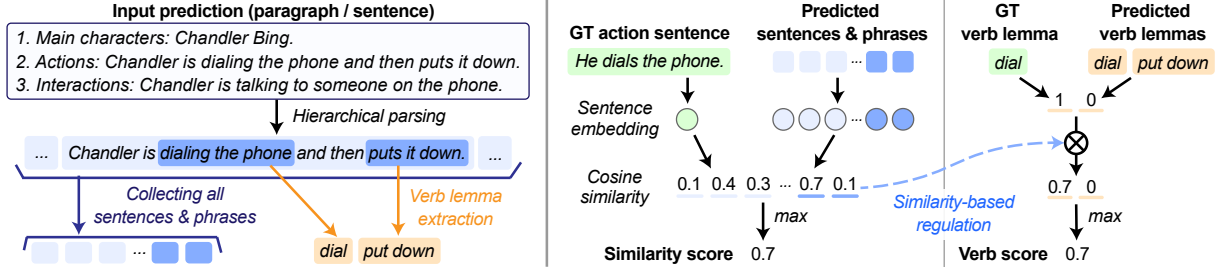 Input prediction (paragraph / sentence)
1. Main characters: Chandler Bing.
2. Actions: Chandler is dialing the phone and then puts it down.
3. Interactions: Chandler is talking to someone on the phone.
Hierarchical parsing
... Chandler is dialing the phone and then puts it down. ...
Collecting all
sentences & phrases
Verb lemma
extraction
...
dial put down
GT action sentence
Predicted
sentences & phrases
He dials the phone.
...
Sentence
embedding
...
Cosine
similarity
0.1 0.4 0.3 ... 0.7 0.1
max
Similarity score 0.7
Similarity-based
regulation
GT
verb lemma
Predicted
verb lemmas
dial
dial put down
1 0
0.7 0
max
Verb score 0.7